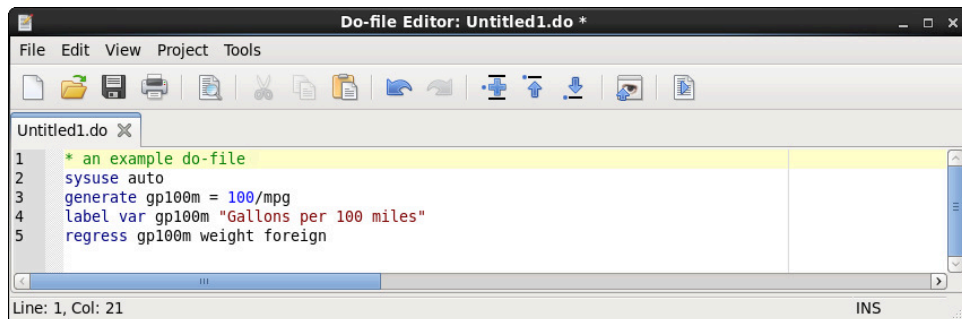 Do-file Editor: Untitled1.do *
File Edit View Project Tools
Untitled1.do
1 * an example do-file
2 sysuse auto
3 generate gp100m = 100/mpg
4 label var gp100m "Gallons per 100 miles"
5 regress gp100m weight foreign
Line: 1, Col: 21 INS